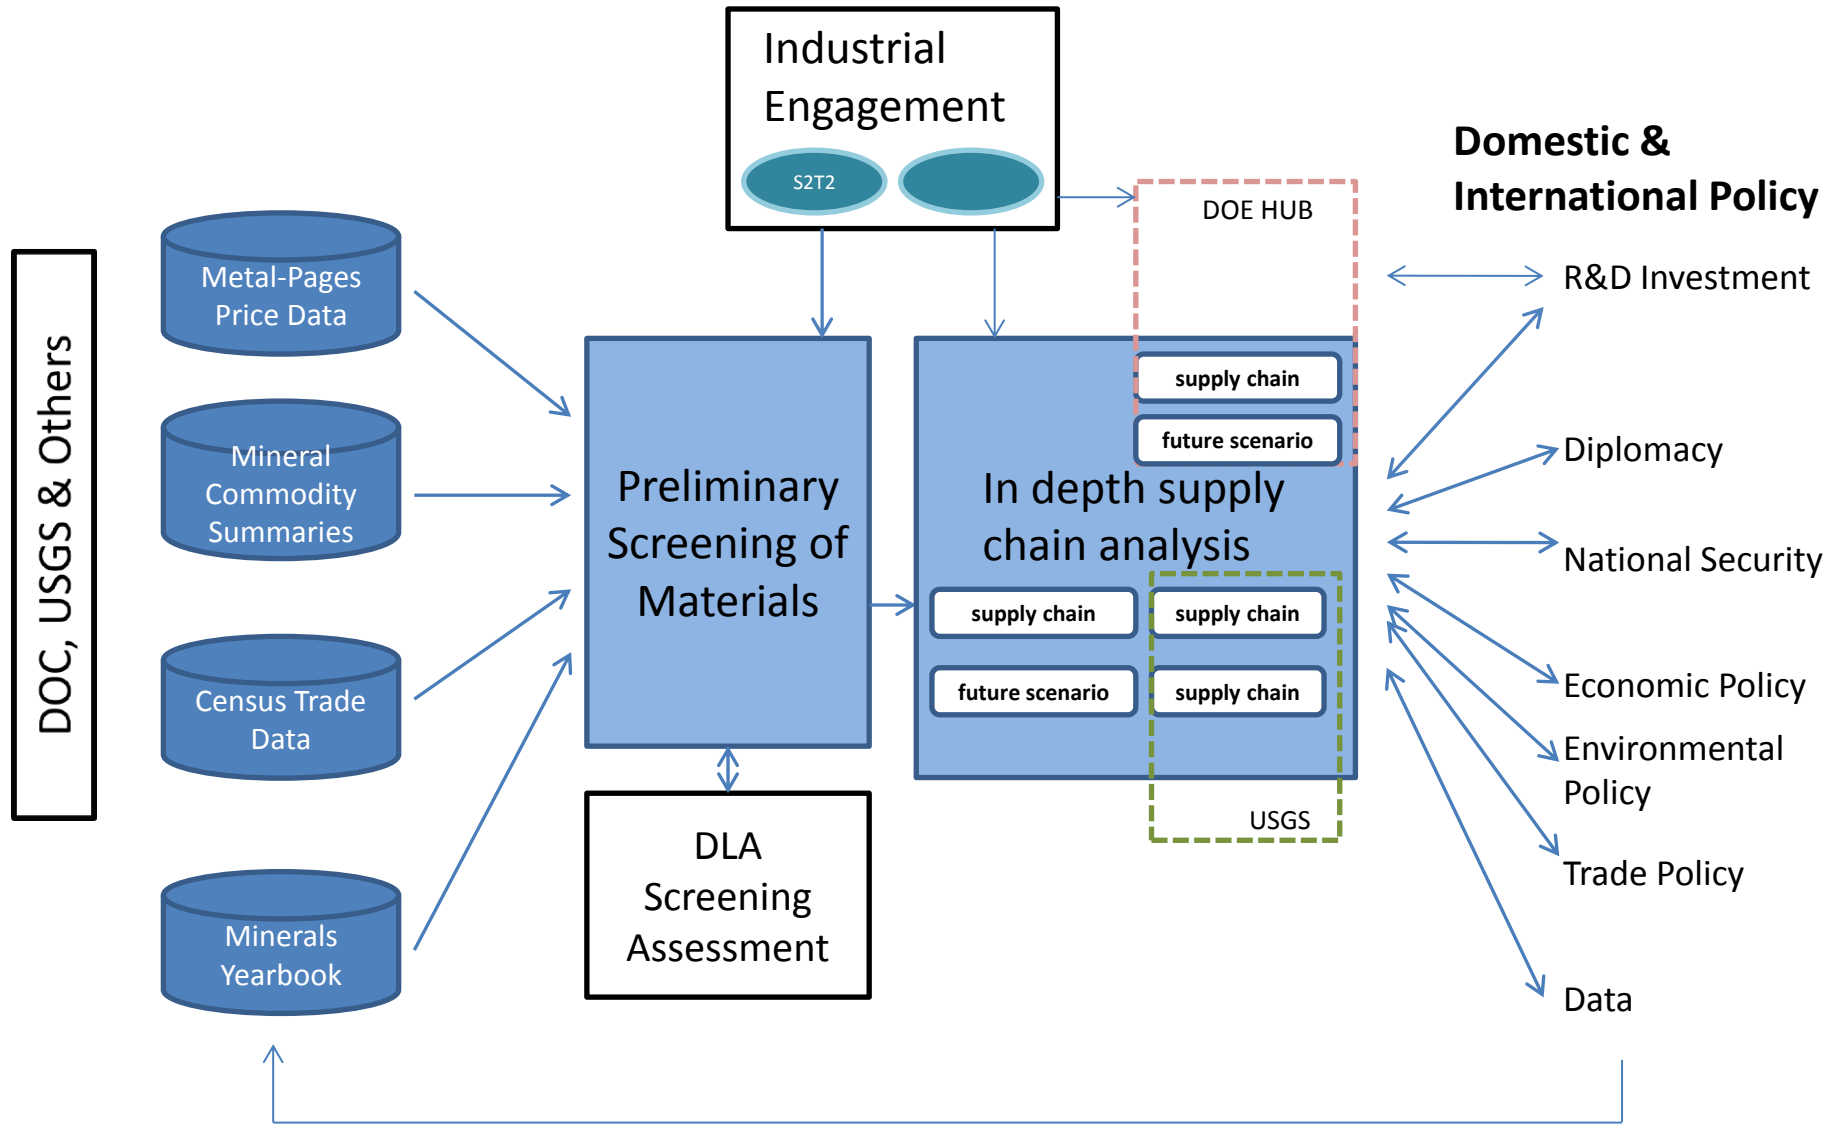 Industrial
Engagement
S2T2
DOC, USGS & Others
Metal-Pages
Price Data
Mineral
Commodity
Summaries
Census Trade
Data
Minerals
Yearbook
Preliminary
Screening of
Materials
DLA
Screening
Assessment
DOE HUB
supply chain
future scenario
In depth supply
chain analysis
supply chain
supply chain
future scenario
supply chain
USGS
Domestic &
International Policy
R&D Investment
Diplomacy
National Security
Economic Policy
Environmental
Policy
Trade Policy
Data